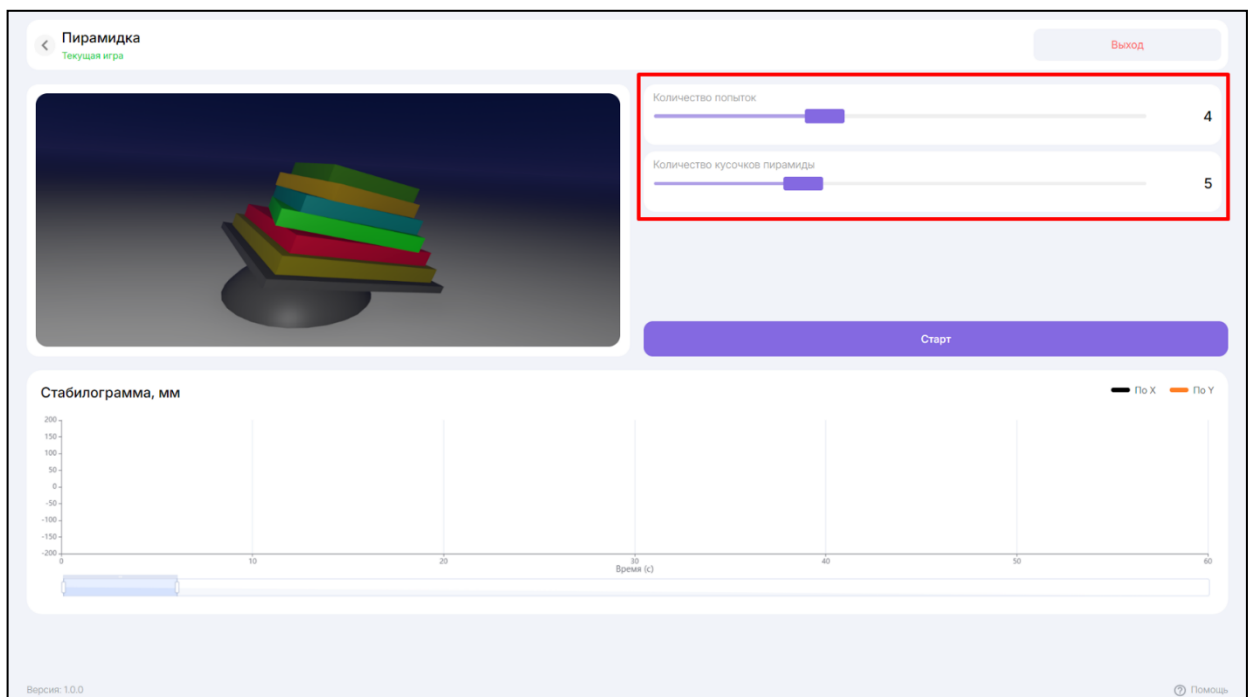 Пирамидка
Текущая игра
Выход
Количество попыток
4
Количество кусочков пирамиды
5
Старт
Стабилограмма, мм
По X По Y
200
150
100
50
0
-50
-100
-150
-200
0 10 20 30 40 50 60
Время (с)
Версия: 1.0.0
Помощь